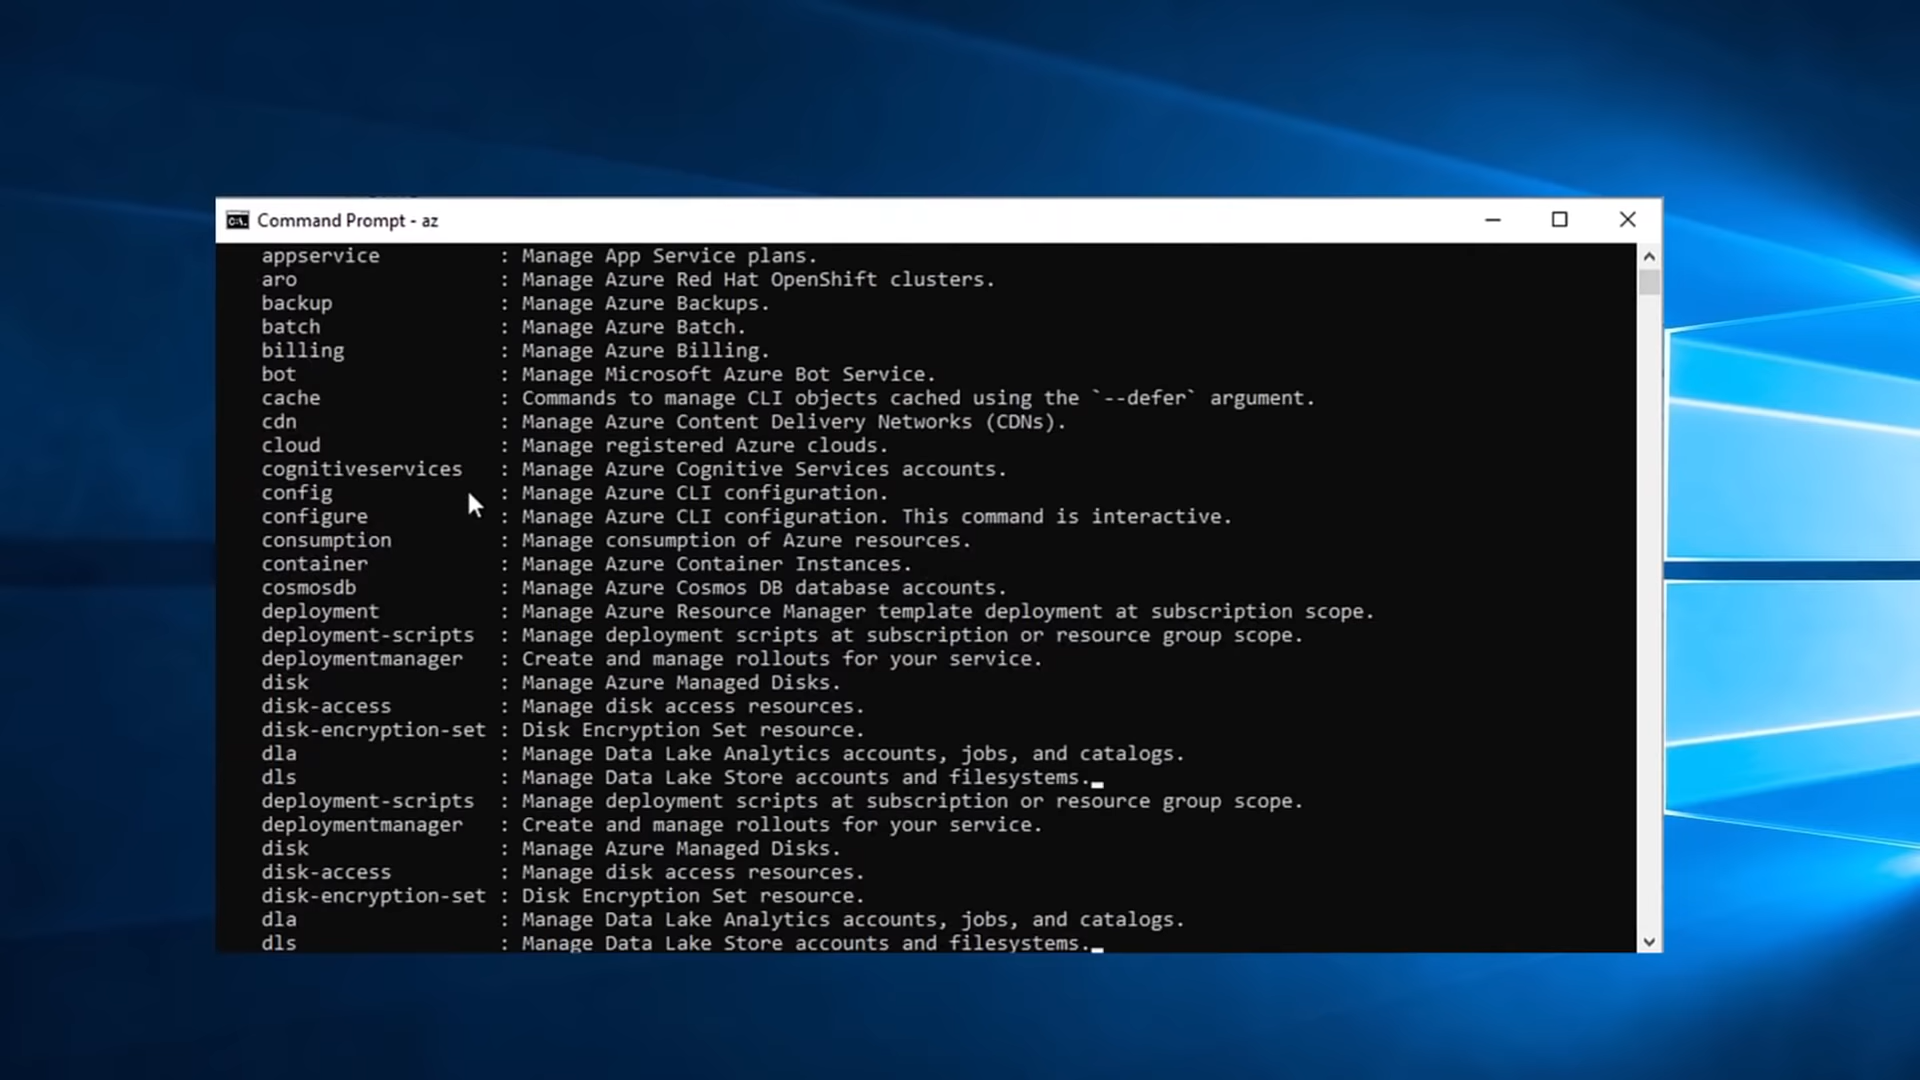 Command Prompt - az
appservice : Manage App Service plans.
aro : Manage Azure Red Hat OpenShift clusters.
backup : Manage Azure Backups.
batch : Manage Azure Batch.
billing : Manage Azure Billing.
bot : Manage Microsoft Azure Bot Service.
cache : Commands to manage CLI objects cached using the `--defer` argument.
cdn : Manage Azure Content Delivery Networks (CDNs).
cloud : Manage registered Azure clouds.
cognitiveservices : Manage Azure Cognitive Services accounts.
config : Manage Azure CLI configuration.
configure : Manage Azure CLI configuration. This command is interactive.
consumption : Manage consumption of Azure resources.
container : Manage Azure Container Instances.
cosmosdb : Manage Azure Cosmos DB database accounts.
deployment : Manage Azure Resource Manager template deployment at subscription scope.
deployment-scripts : Manage deployment scripts at subscription or resource group scope.
deploymentmanager : Create and manage rollouts for your service.
disk : Manage Azure Managed Disks.
disk-access : Manage disk access resources.
disk-encryption-set : Disk Encryption Set resource.
dla : Manage Data Lake Analytics accounts, jobs, and catalogs.
dls : Manage Data Lake Store accounts and filesystems.
deployment-scripts : Manage deployment scripts at subscription or resource group scope.
deploymentmanager : Create and manage rollouts for your service.
disk : Manage Azure Managed Disks.
disk-access : Manage disk access resources.
disk-encryption-set : Disk Encryption Set resource.
dla : Manage Data Lake Analytics accounts, jobs, and catalogs.
dls : Manage Data Lake Store accounts and filesystems.